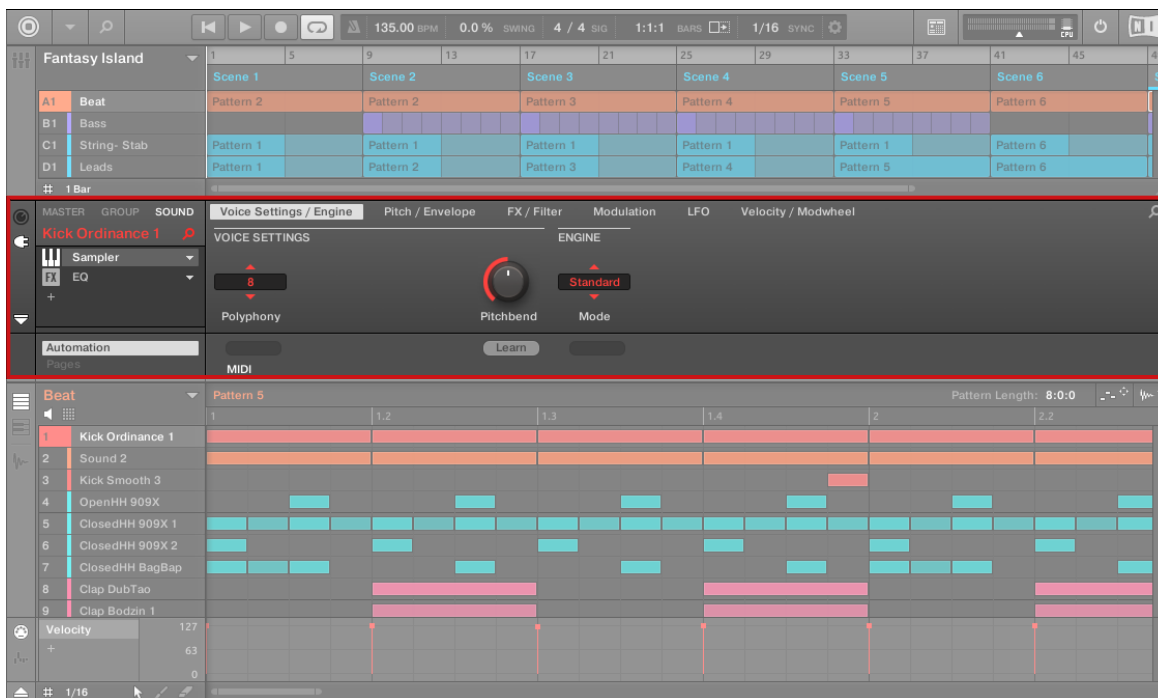 135.00 BPM 0.0 % SWING 4 / 4 SIG 1:1:1 BARS 1/16 SYNC CPU N I
Fantasy Island 1 5 9 13 17 21 25 29 33 37 41 45 4
Scene 1 Scene 2 Scene 3 Scene 4 Scene 5 Scene 6
A1 Beat Pattern 2 Pattern 2 Pattern 3 Pattern 4 Pattern 5 Pattern 6
B1 Bass
C1 String- Stab Pattern 1 Pattern 1 Pattern 1 Pattern 1 Pattern 1 Pattern 6
D1 Leads Pattern 1 Pattern 2 Pattern 3 Pattern 4 Pattern 5 Pattern 6
# 1 Bar
MASTER GROUP SOUND Voice Settings / Engine Pitch / Envelope FX / Filter Modulation LFO Velocity / Modwheel
Kick Ordinance 1 VOICE SETTINGS ENGINE
Sampler
FX EQ 8 Standard
+
Polyphony Pitchbend Mode
Automation Learn
Pages MIDI
Beat Pattern 5 Pattern Length: 8:0:0
1 1.2 1.3 1.4 2 2.2
1 Kick Ordinance 1
2 Sound 2
3 Kick Smooth 3
4 OpenHH 909X
5 ClosedHH 909X 1
6 ClosedHH 909X 2
7 ClosedHH BagBap
8 Clap DubTao
9 Clap Bodzin 1
Velocity 127
+ 63
0
# 1/16